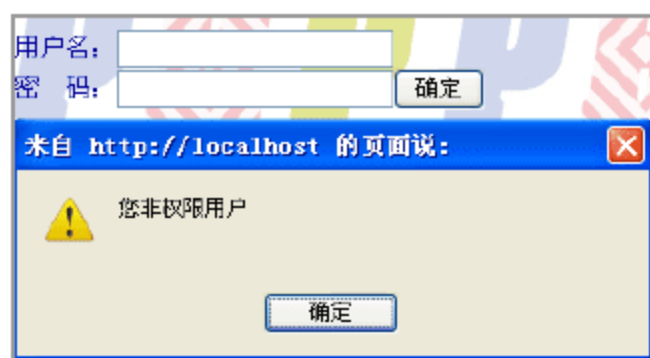 用户名：
密 码：
确定
来自 http://localhost 的页面说：
您非权限用户
确定